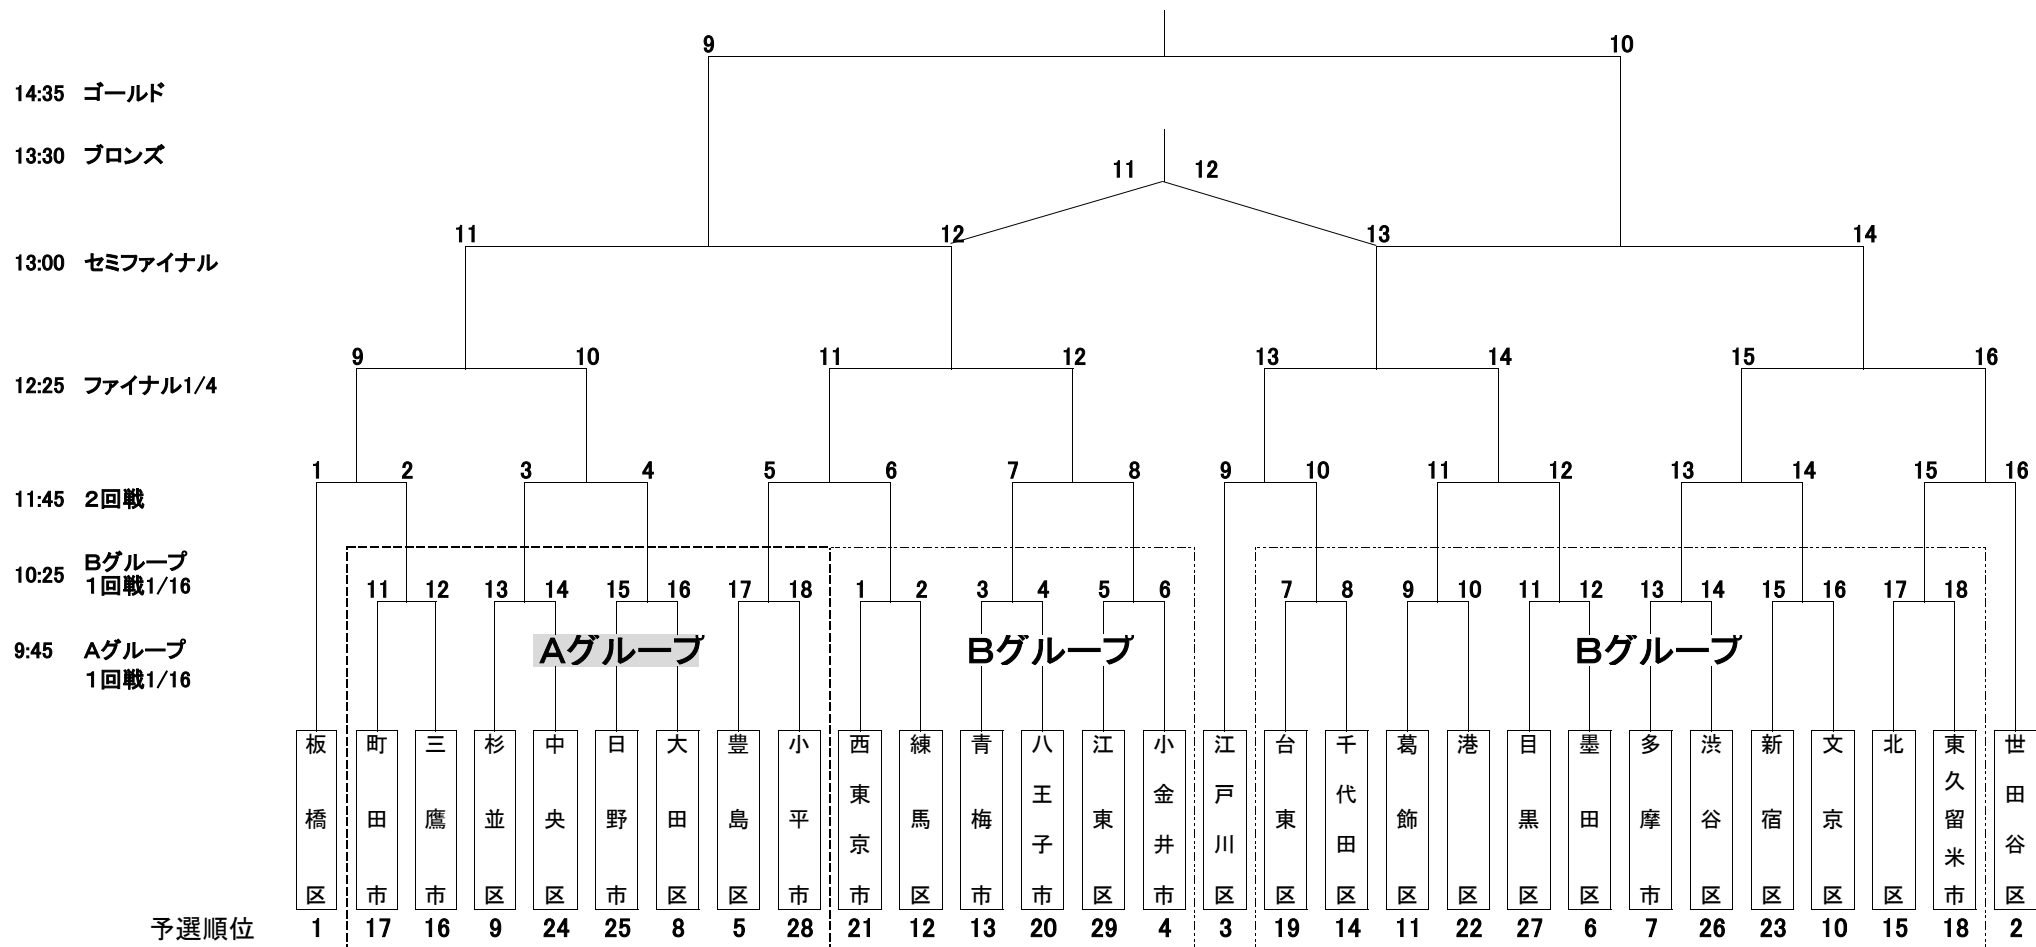 9 10
14:35 ゴールド
13:30 ブロンズ
11 12
11 12 13 14
13:00 セミファイナル
9 10 11 12 13 14 15 16
12:25 ファイナル1/4
1 2 3 4 5 6 7 8 9 10 11 12 13 14 15 16
11:45 2回戦
10:25 Bグループ
1回戦1/16
11 12 13 14 15 16 17 18 1 2 3 4 5 6 7 8 9 10 11 12 13 14 15 16 17 18
9:45 Aグループ
1回戦1/16
Aグループ Bグループ Bグループ
板橋区
町田市
三鷹市
杉並区
中央区
日野市
大田区
豊島区
小平市
西東京市
練馬区
青梅市
八王子市
江東区
小金井市
江戸川区
台東区
千代田区
葛飾区
港区
目黒区
墨田区
多摩市
渋谷区
新宿区
文京区
北区
東久留米市
世田谷区
予選順位 1 17 16 9 24 25 8 5 28 21 12 13 20 29 4 3 19 14 11 22 27 6 7 26 23 10 15 18 2